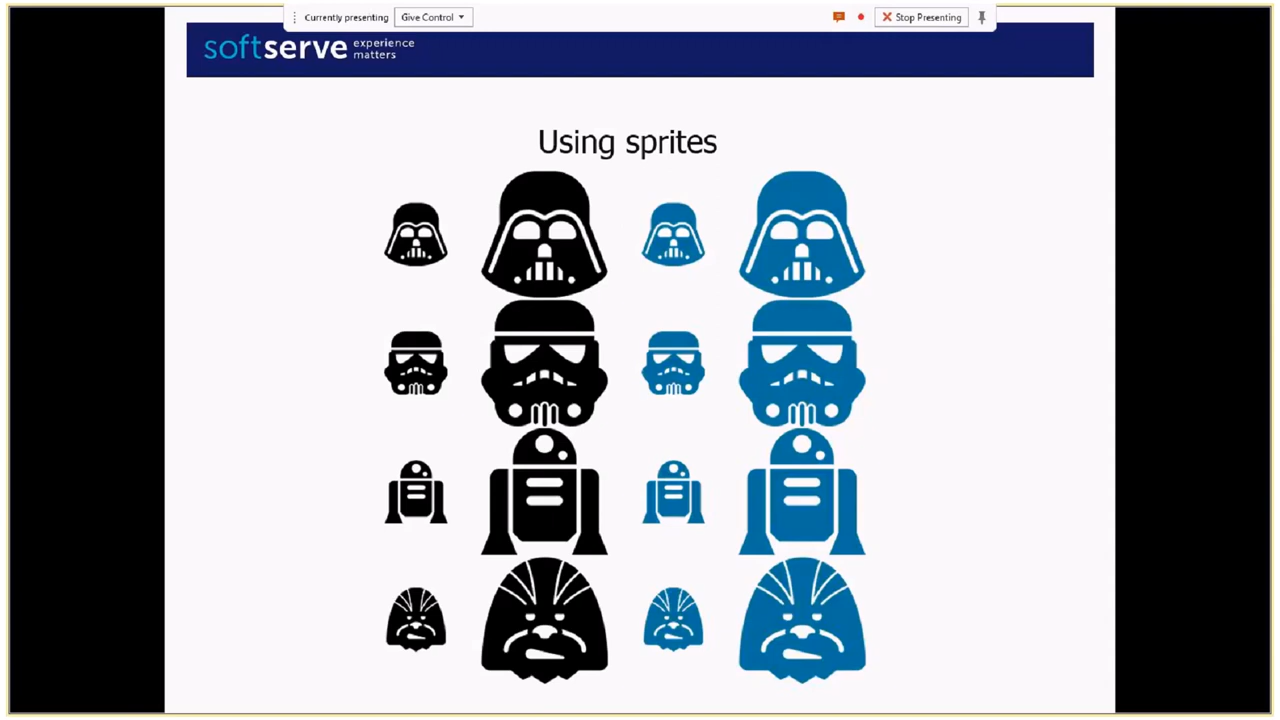 Currently presenting Give Control Stop Presenting
softserve experience matters
Using sprites